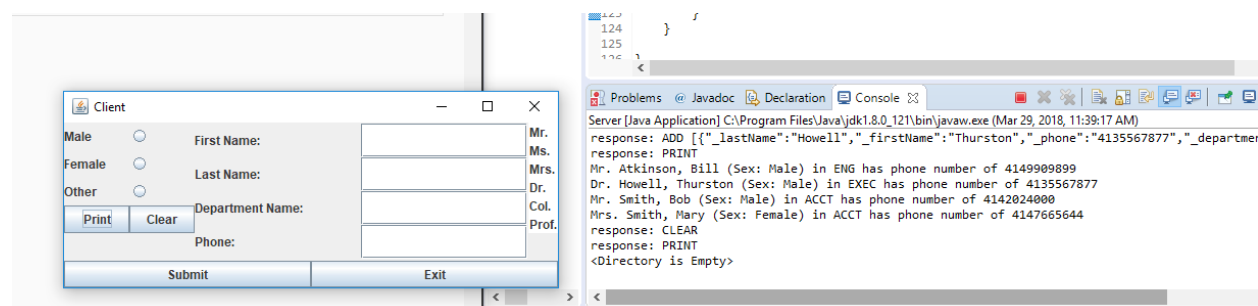 Client
Male
Female
Other
Print Clear
First Name:
Last Name:
Department Name:
Phone:
Mr.
Ms.
Mrs.
Dr.
Col.
Prof.
Submit Exit
124 }
125
Problems @ Javadoc Declaration Console
Server [Java Application] C:\Program Files\Java\jdk1.8.0_121\bin\javaw.exe (Mar 29, 2018, 11:39:17 AM)
response: ADD [{"_lastName":"Howell","_firstName":"Thurston","_phone":"4135567877","_departmen
response: PRINT
Mr. Atkinson, Bill (Sex: Male) in ENG has phone number of 4149909899
Dr. Howell, Thurston (Sex: Male) in EXEC has phone number of 4135567877
Mr. Smith, Bob (Sex: Male) in ACCT has phone number of 4142024000
Mrs. Smith, Mary (Sex: Female) in ACCT has phone number of 4147665644
response: CLEAR
response: PRINT
<Directory is Empty>